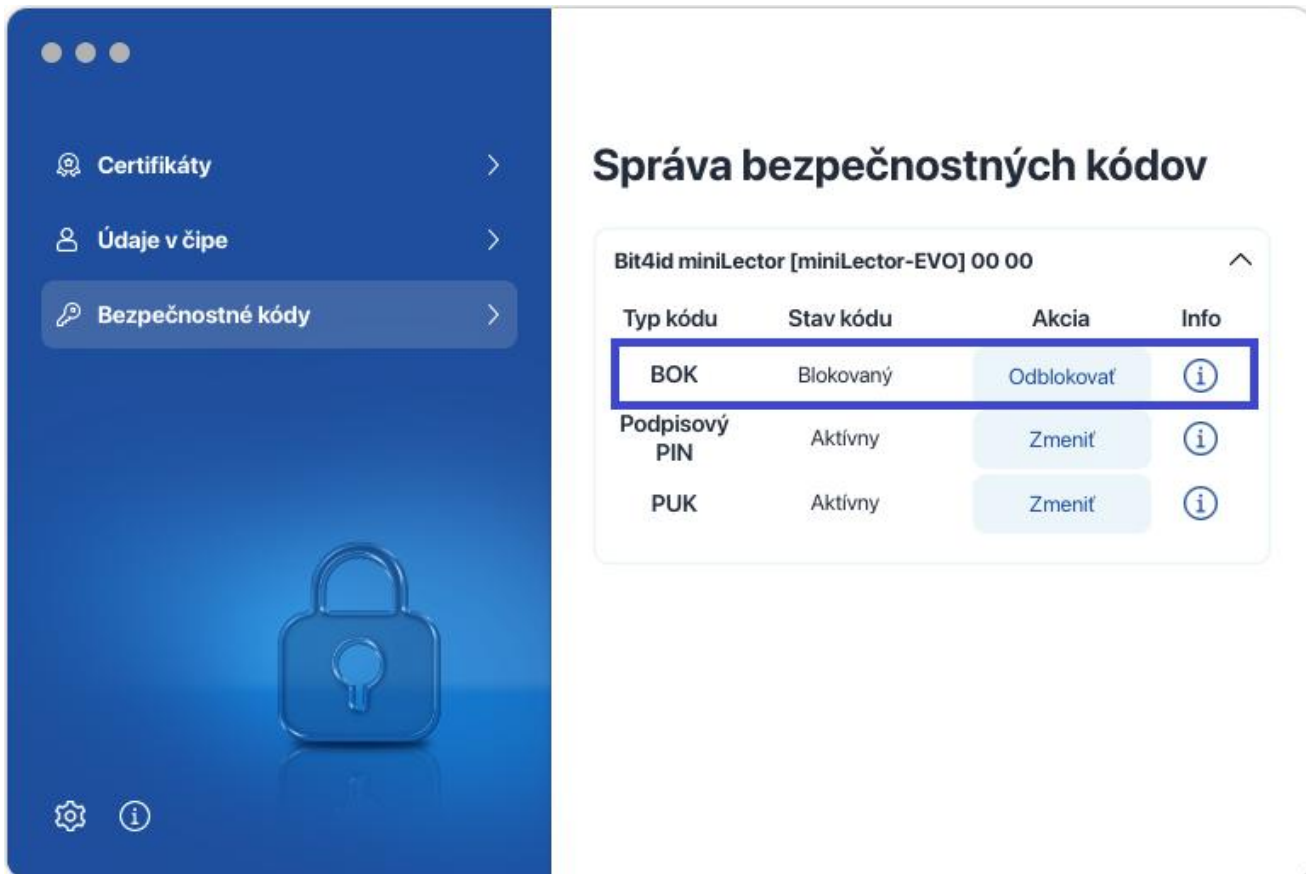 Certifikáty
Údaje v čipe
Bezpečnostné kódy
Správa bezpečnostných kódov
Bit4id miniLector [miniLector-EVO] 00 00
Typ kódu Stav kódu Akcia Info
BOK Blokovaný Odblokovať
Podpisový
PIN Aktívny Zmeniť
PUK Aktívny Zmeniť